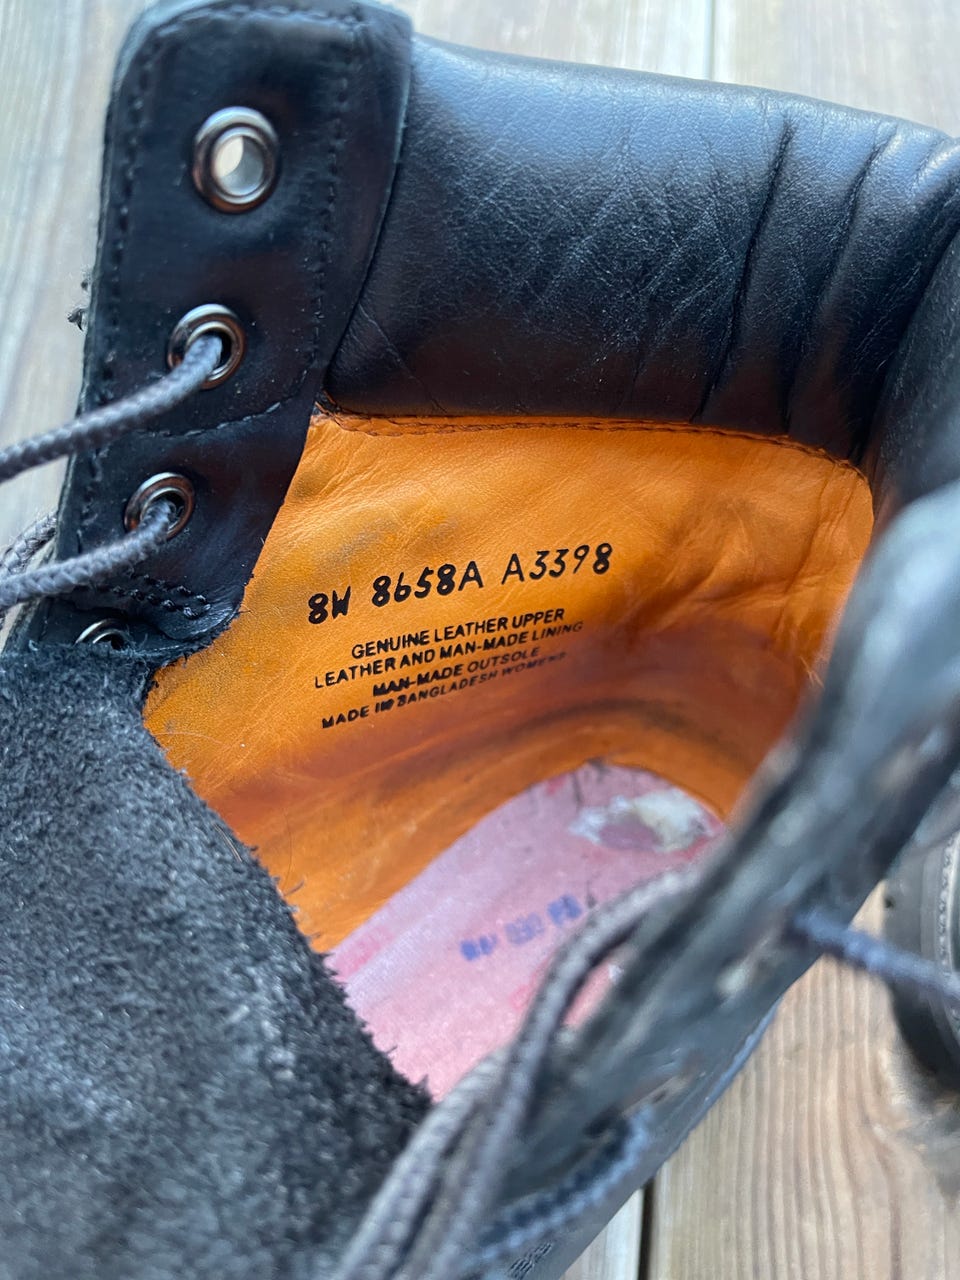 8W 8658A A3398
GENUINE LEATHER UPPER
LEATHER AND MAN-MADE LINING
MAN-MADE OUTSOLE
MADE IN BANGLADESH WOMENS